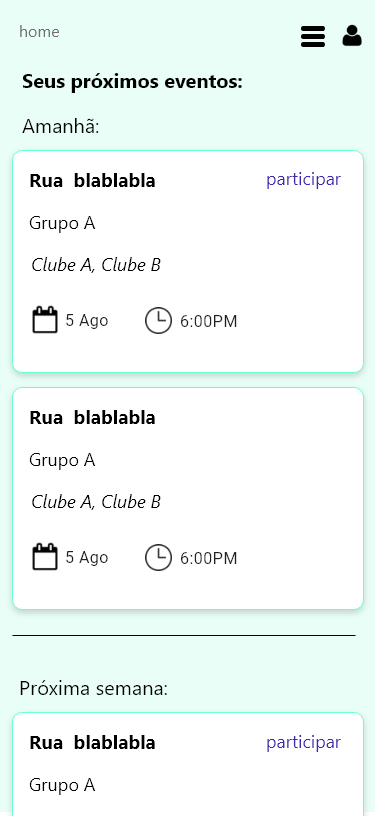 home
Seus próximos eventos:
Amanhã:
Rua  blablabla participar
Grupo A
Clube A, Clube B
5 Ago 6:00PM
Rua  blablabla
Grupo A
Clube A, Clube B
5 Ago 6:00PM
Próxima semana:
Rua  blablabla participar
Grupo A